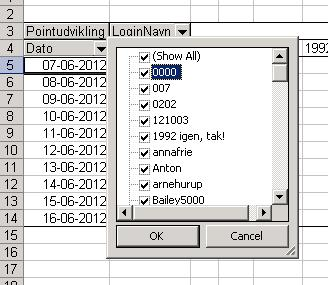 1
2
3 Pointudvikling LoginNavn
4 Dato 1992
5 07-06-2012
6 08-06-2012
7 09-06-2012
8 10-06-2012
9 11-06-2012
10 12-06-2012
11 13-06-2012
12 14-06-2012
13 15-06-2012
14 16-06-2012
15
16
17
18
(Show All)
0000
007
0202
121003
1992 igen, tak!
annafrie
Anton
arnehurup
Bailey5000
OK Cancel